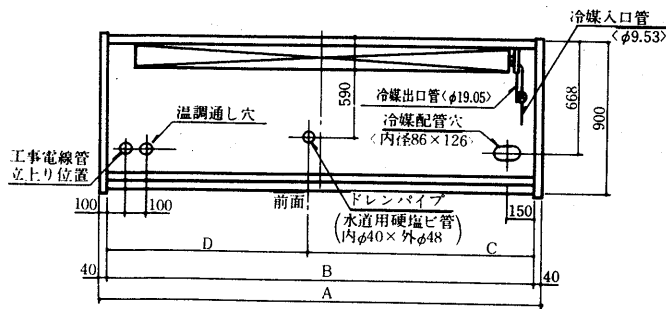 冷媒入口管
〈φ9.53〉
冷媒出口管〈φ19.05〉
590
668
900
温調通し穴
冷媒配管穴
〈内径86×126〉
工事電線管
立上り位置
前面
ドレンパイプ
(水道用硬塩ビ管
内φ40×外φ48)
100
100
150
D
C
40
B
40
A